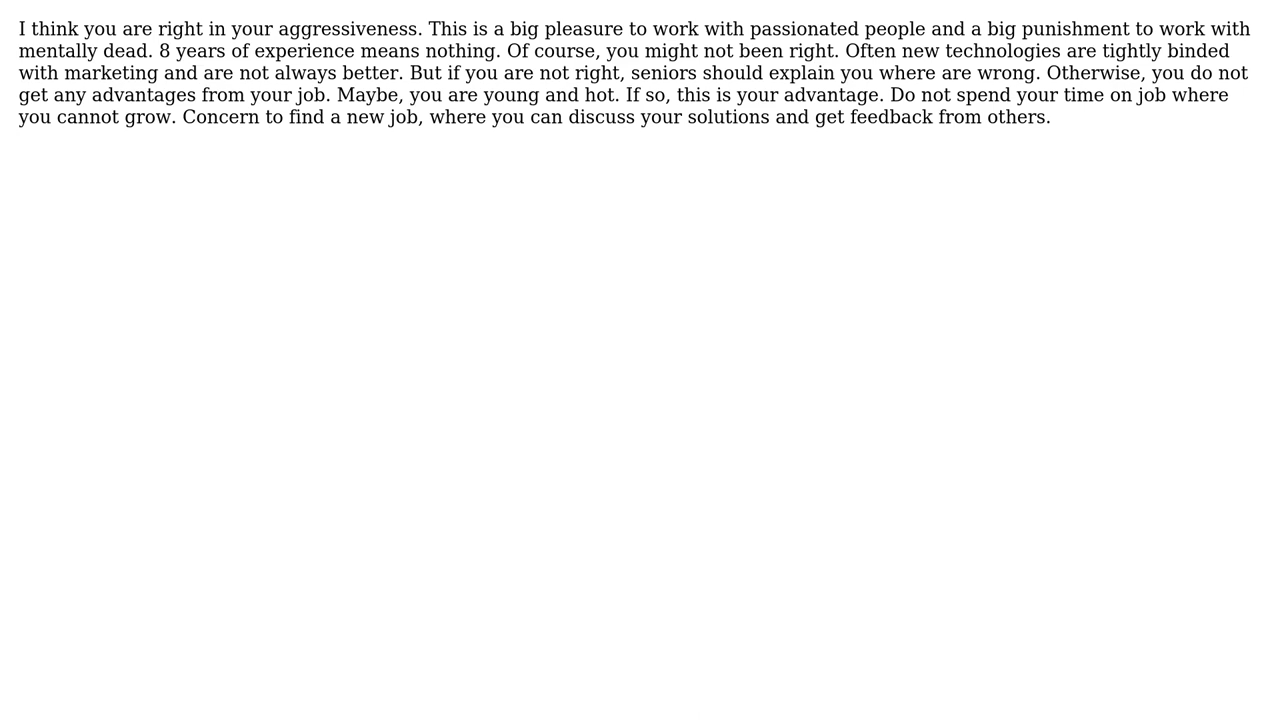 I think you are right in your aggressiveness. This is a big pleasure to work with passionated people and a big punishment to work with
mentally dead. 8 years of experience means nothing. Of course, you might not been right. Often new technologies are tightly binded
with marketing and are not always better. But if you are not right, seniors should explain you where are wrong. Otherwise, you do not
get any advantages from your job. Maybe, you are young and hot. If so, this is your advantage. Do not spend your time on job where
you cannot grow. Concern to find a new job, where you can discuss your solutions and get feedback from others.